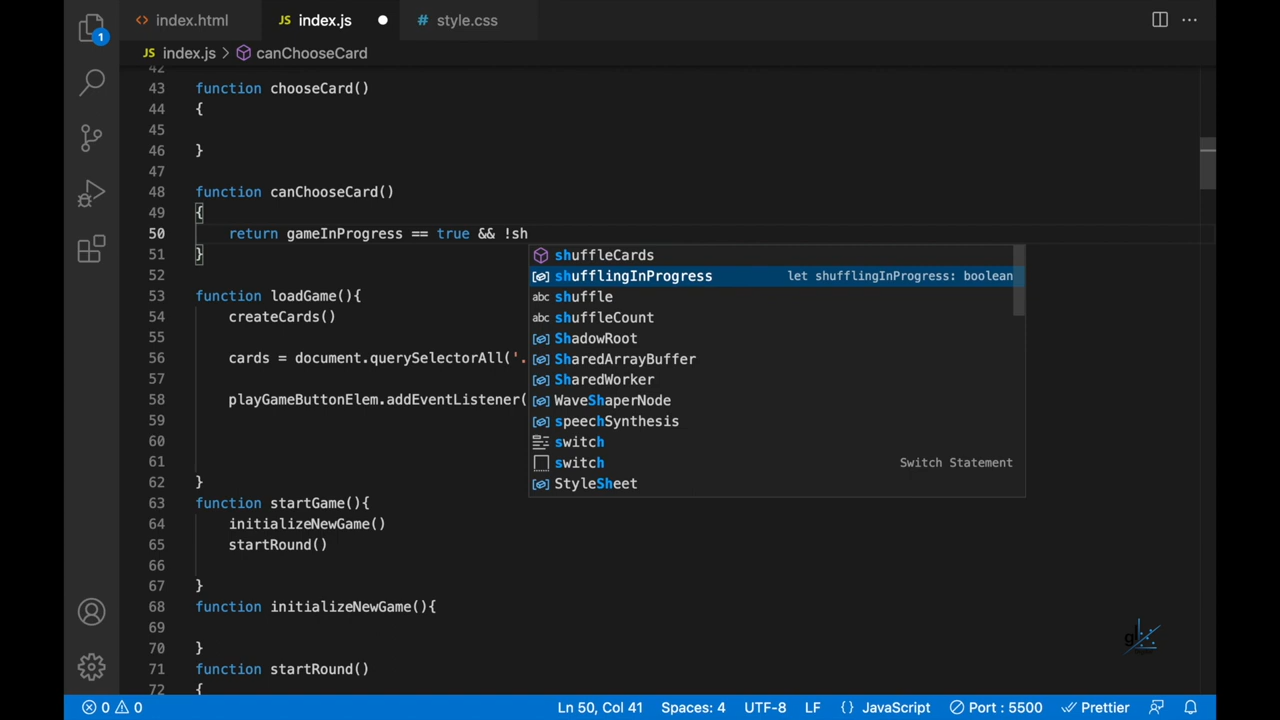 index.html
JS index.js
# style.css
1
JS index.js > canChooseCard
42
43 function chooseCard()
44 {
45
46 }
47
48 function canChooseCard()
49 {
50 return gameInProgress == true && !sh
51 }
52
53 function loadGame(){
54 createCards()
55
56 cards = document.querySelectorAll('.
57
58 playGameButtonElem.addEventListener(
59
60
61
62 }
63 function startGame(){
64 initializeNewGame()
65 startRound()
66
67 }
68 function initializeNewGame(){
69
70 }
71 function startRound()
72 {
shuffleCards
shufflingInProgress let shufflingInProgress: boolean
abc shuffle
abc shuffleCount
ShadowRoot
SharedArrayBuffer
SharedWorker
WaveShaperNode
speechSynthesis
switch
switch Switch Statement
StyleSheet
0 0 Ln 50, Col 41 Spaces: 4 UTF-8 LF {} JavaScript Port : 5500 Prettier